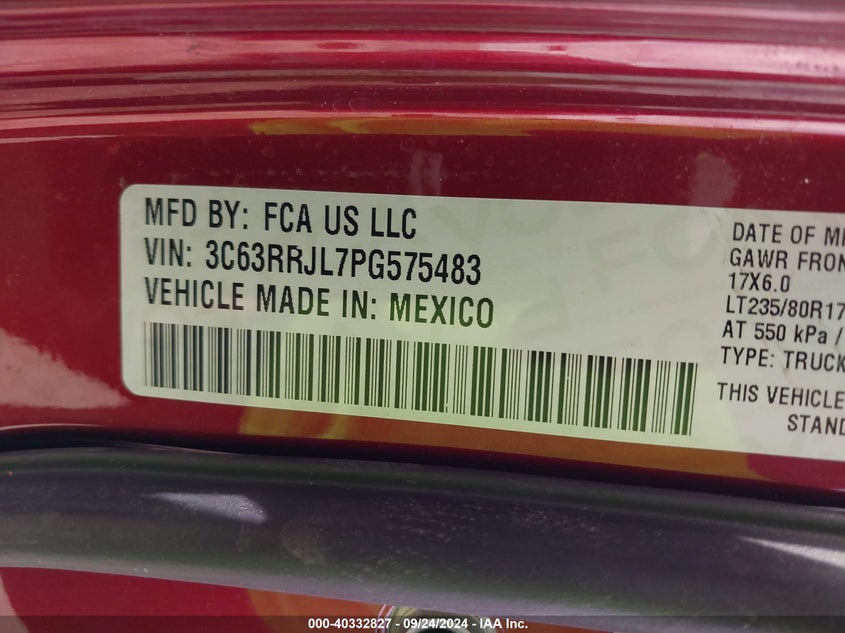 MFD BY: FCA US LLC
VIN: 3C63RRJL7PG575483
VEHICLE MADE IN: MEXICO
DATE OF M
GAWR FRON
17X6.0
LT235/80R17
AT 550 kPa /
TYPE: TRUCK
THIS VEHICLE
STAND
000-40332827 - 09/24/2024 - IAA Inc.